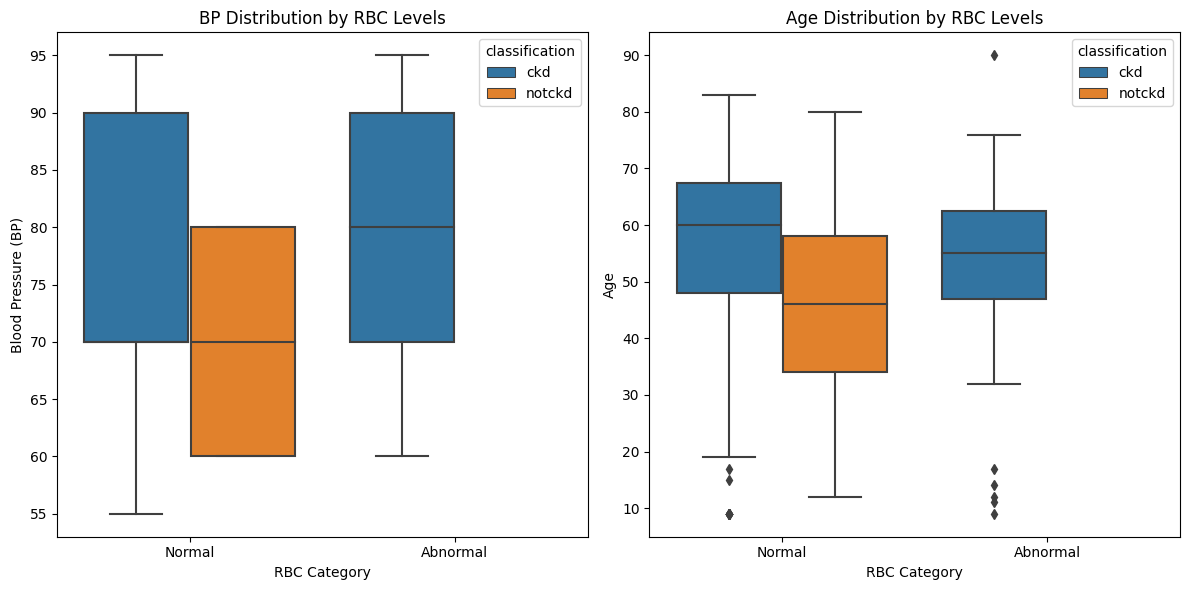 BP Distribution by RBC Levels
classification
ckd
notckd
95
90
85
80
75
70
65
60
55
Blood Pressure (BP)
Normal
Abnormal
RBC Category
Age Distribution by RBC Levels
classification
ckd
notckd
90
80
70
60
50
40
30
20
10
Age
Normal
Abnormal
RBC Category